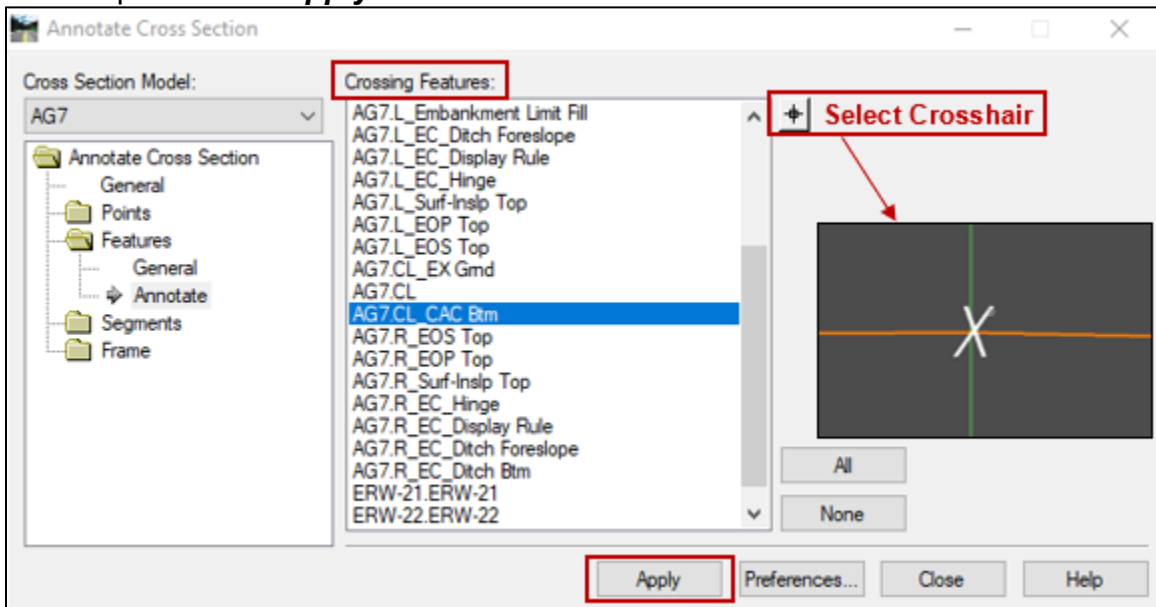 Apply
Annotate Cross Section
Cross Section Model:
AG7
Annotate Cross Section
General
Points
Features
General
Annotate
Segments
Frame
Crossing Features:
AG7.L_Embankment Limit Fill
AG7.L_EC_Ditch Foreslope
AG7.L_EC_Display Rule
AG7.L_EC_Hinge
AG7.L_Surf-Inslp Top
AG7.L_EOP Top
AG7.L_EOS Top
AG7.CL_EX Grnd
AG7.CL
AG7.CL_CAC Btm
AG7.R_EOS Top
AG7.R_EOP Top
AG7.R_Surf-Inslp Top
AG7.R_EC_Hinge
AG7.R_EC_Display Rule
AG7.R_EC_Ditch Foreslope
AG7.R_EC_Ditch Btm
ERW-21.ERW-21
ERW-22.ERW-22
Select Crosshair
X
All
None
Apply
Preferences...
Close
Help